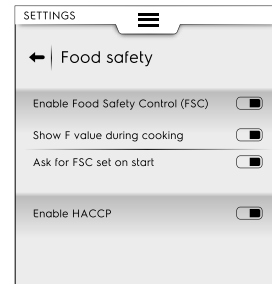 SETTINGS
Food safety
Enable Food Safety Control (FSC)
Show F value during cooking
Ask for FSC set on start
Enable HACCP